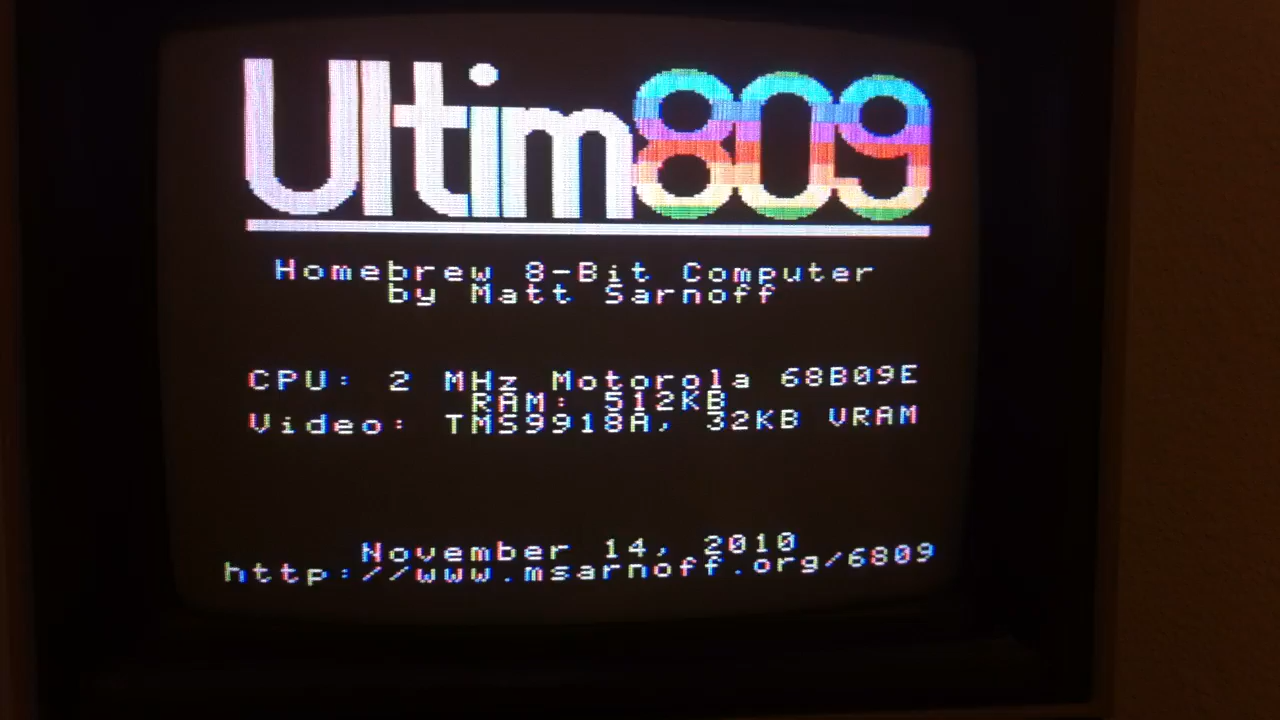 Ultim809
Homebrew 8-Bit Computer
by Matt Sarnoff
CPU: 2 MHz Motorola 68B09E
RAM: 512KB
Video: TMS9918A, 32KB VRAM
November 14, 2010
http://www.msarnoff.org/6809